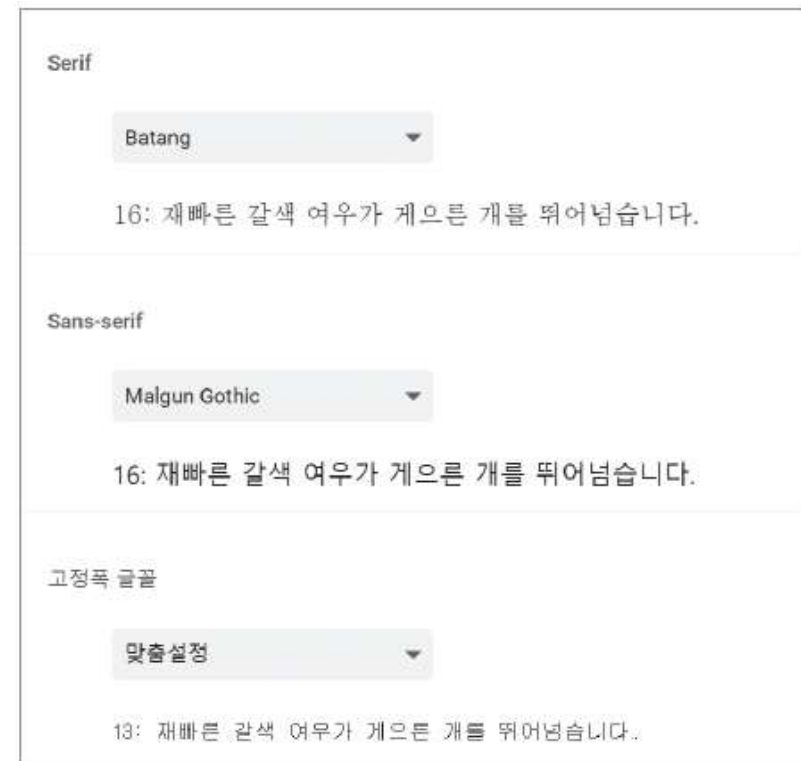 Serif
Batang
16: 재빠른 갈색 여우가 게으른 개를 뛰어넘습니다.
Sans-serif
Malgun Gothic
16: 재빠른 갈색 여우가 게으른 개를 뛰어넘습니다.
고정폭 글꼴
맞춤설정
13: 재빠른 갈색 여우가 게으른 개를 뛰어넘습니다..